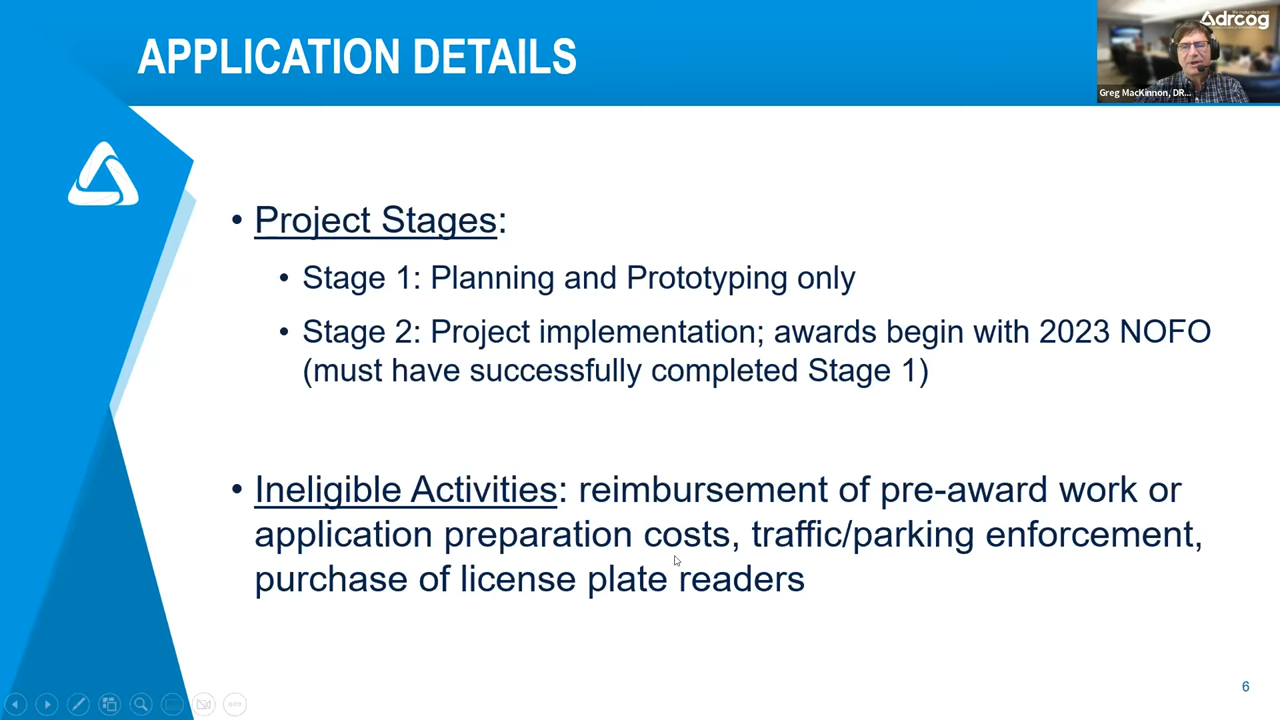 APPLICATION DETAILS
drcog
Greg MacKinnon, DR...
• Project Stages:
• Stage 1: Planning and Prototyping only
• Stage 2: Project implementation; awards begin with 2023 NOFO
(must have successfully completed Stage 1)
• Ineligible Activities: reimbursement of pre-award work or
application preparation costs, traffic/parking enforcement,
purchase of license plate readers
6